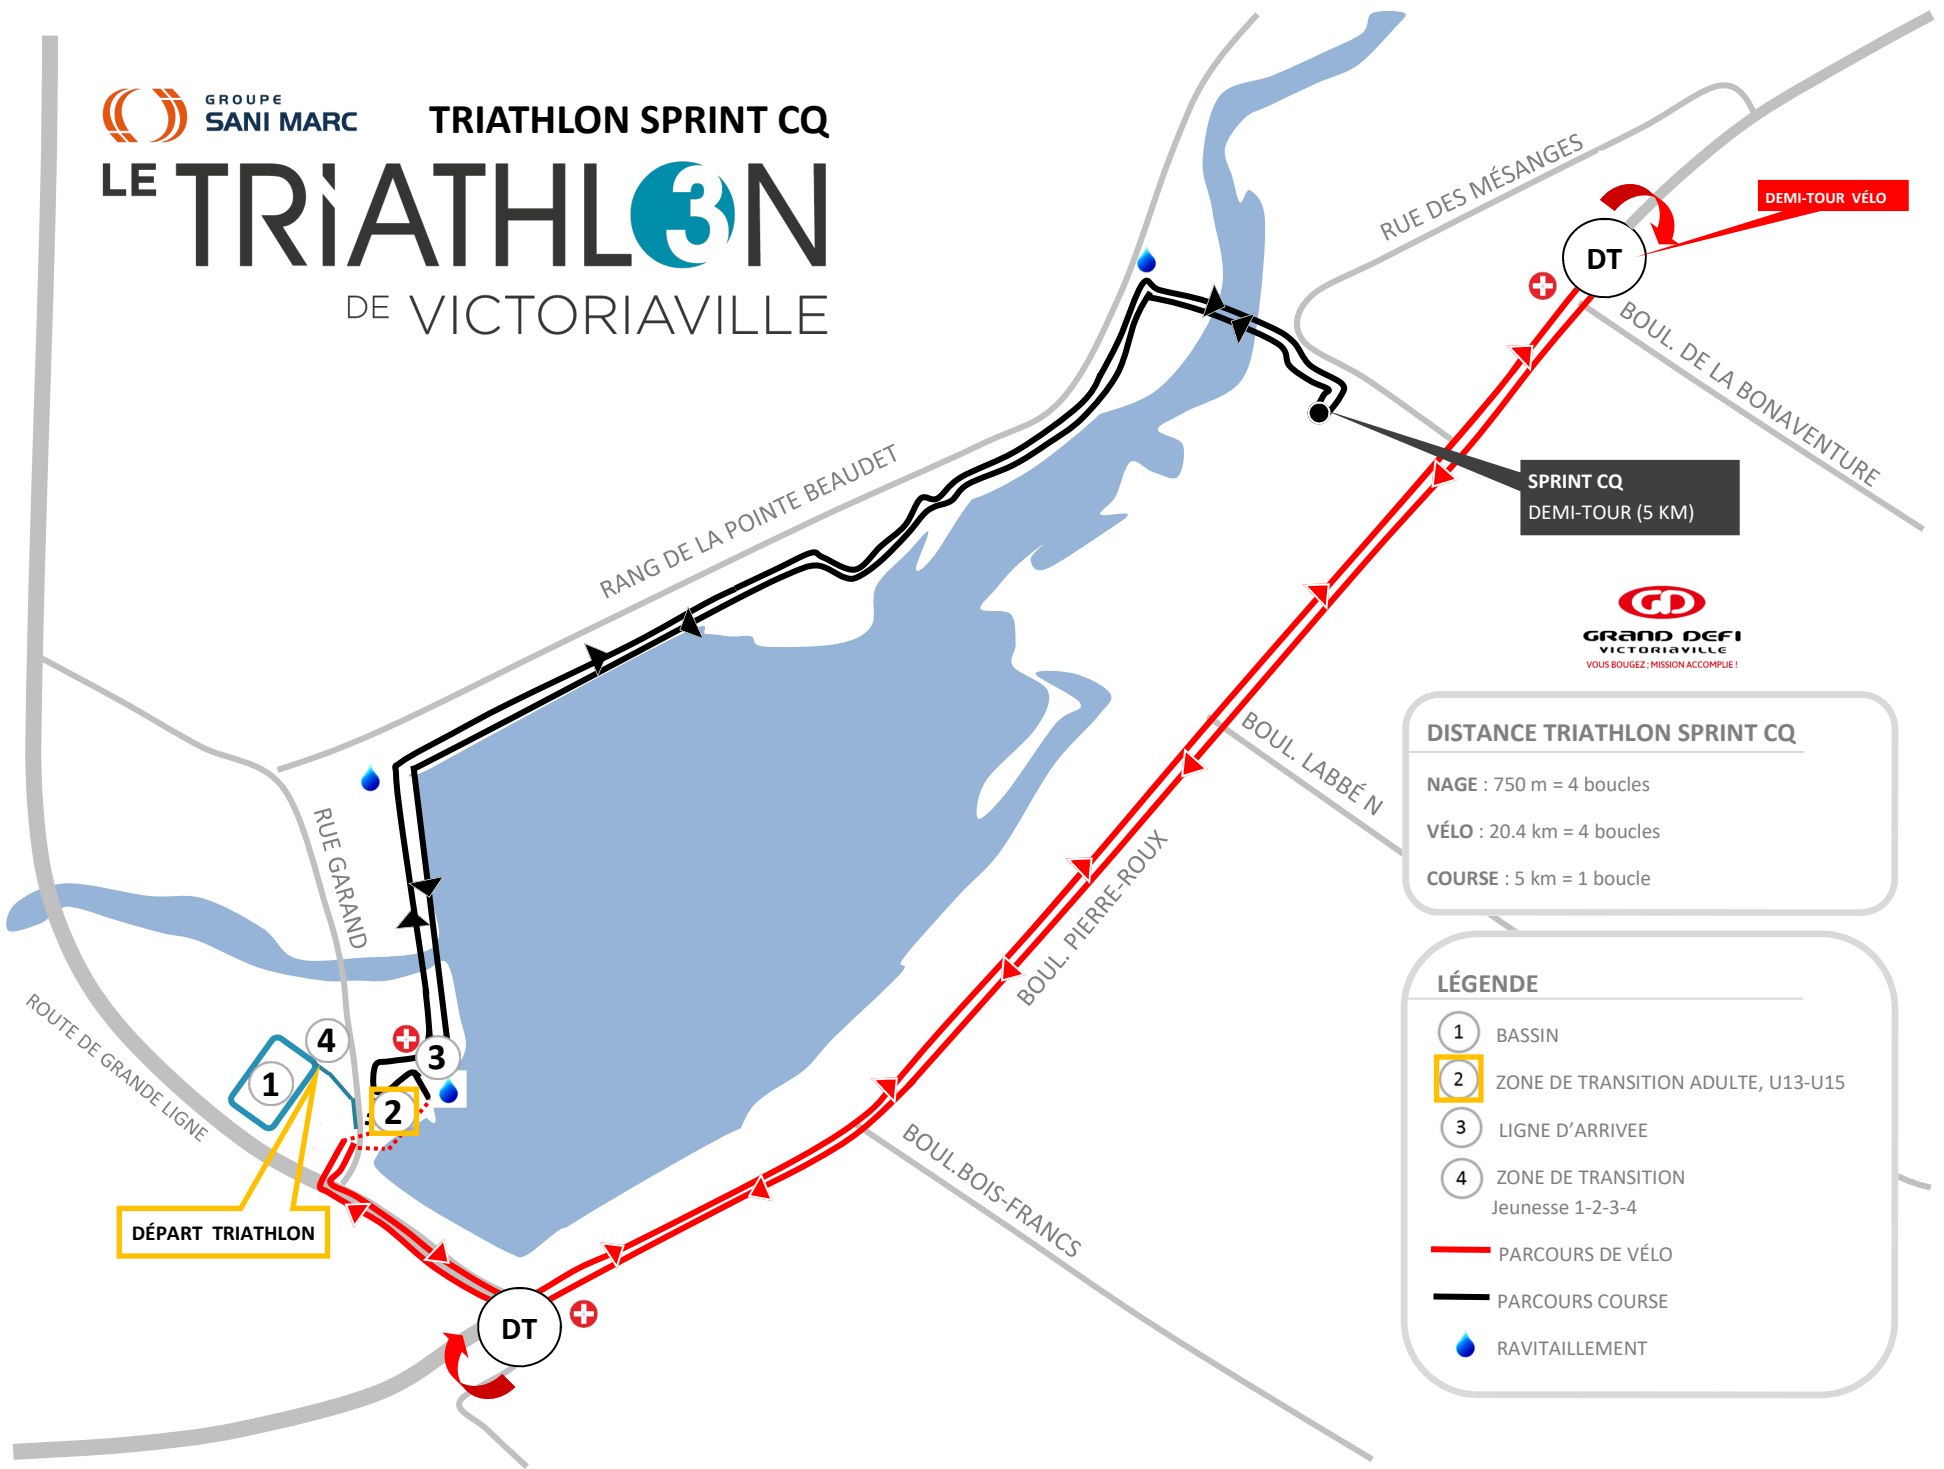 GROUPE
SANI MARC
TRIATHLON SPRINT CQ
LE TRiATHL3N
DE VICTORIAVILLE
RUE DES MÉSANGES
DEMI-TOUR VÉLO
DT
BOUL. DE LA BONAVENTURE
RANG DE LA POINTE BEAUDET
SPRINT CQ
DEMI-TOUR (5 KM)
GD
GRAND DEFI
VICTORIAVILLE
VOUS BOUGEZ ; MISSION ACCOMPLIE !
BOUL. LABBÉ N
DISTANCE TRIATHLON SPRINT CQ
NAGE : 750 m = 4 boucles
VÉLO : 20.4 km = 4 boucles
COURSE : 5 km = 1 boucle
RUE GARAND
BOUL. PIERRE-ROUX
ROUTE DE GRANDE LIGNE
4
3
1
2
BOUL.BOIS-FRANCS
DÉPART TRIATHLON
DT
LÉGENDE
1 BASSIN
2 ZONE DE TRANSITION ADULTE, U13-U15
3 LIGNE D’ARRIVEE
4 ZONE DE TRANSITION
Jeunesse 1-2-3-4
PARCOURS DE VÉLO
PARCOURS COURSE
RAVITAILLEMENT